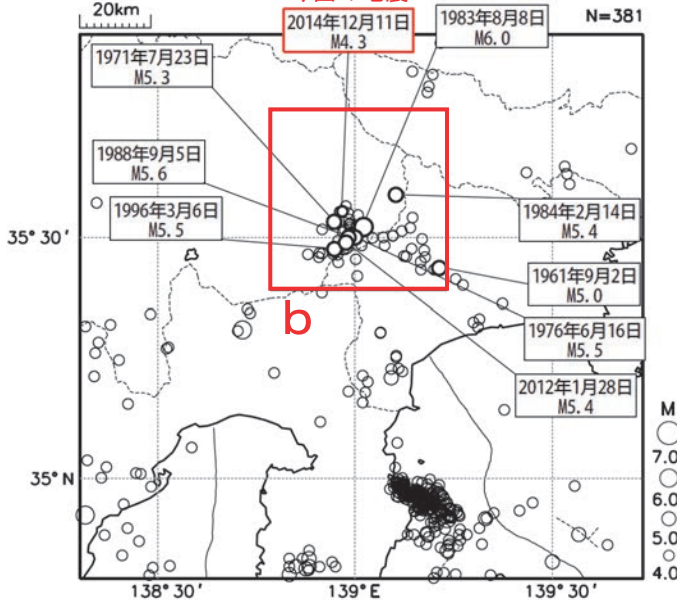 20km
N=381
2014年12月11日
M4.3
1983年8月8日
M6.0
1971年7月23日
M5.3
1988年9月5日
M5.6
1996年3月6日
M5.5
1984年2月14日
M5.4
35° 30′
1961年9月2日
M5.0
b
1976年6月16日
M5.5
2012年1月28日
M5.4
M
7.0
6.0
5.0
4.0
35° N
138° 30′
139° E
139° 30′